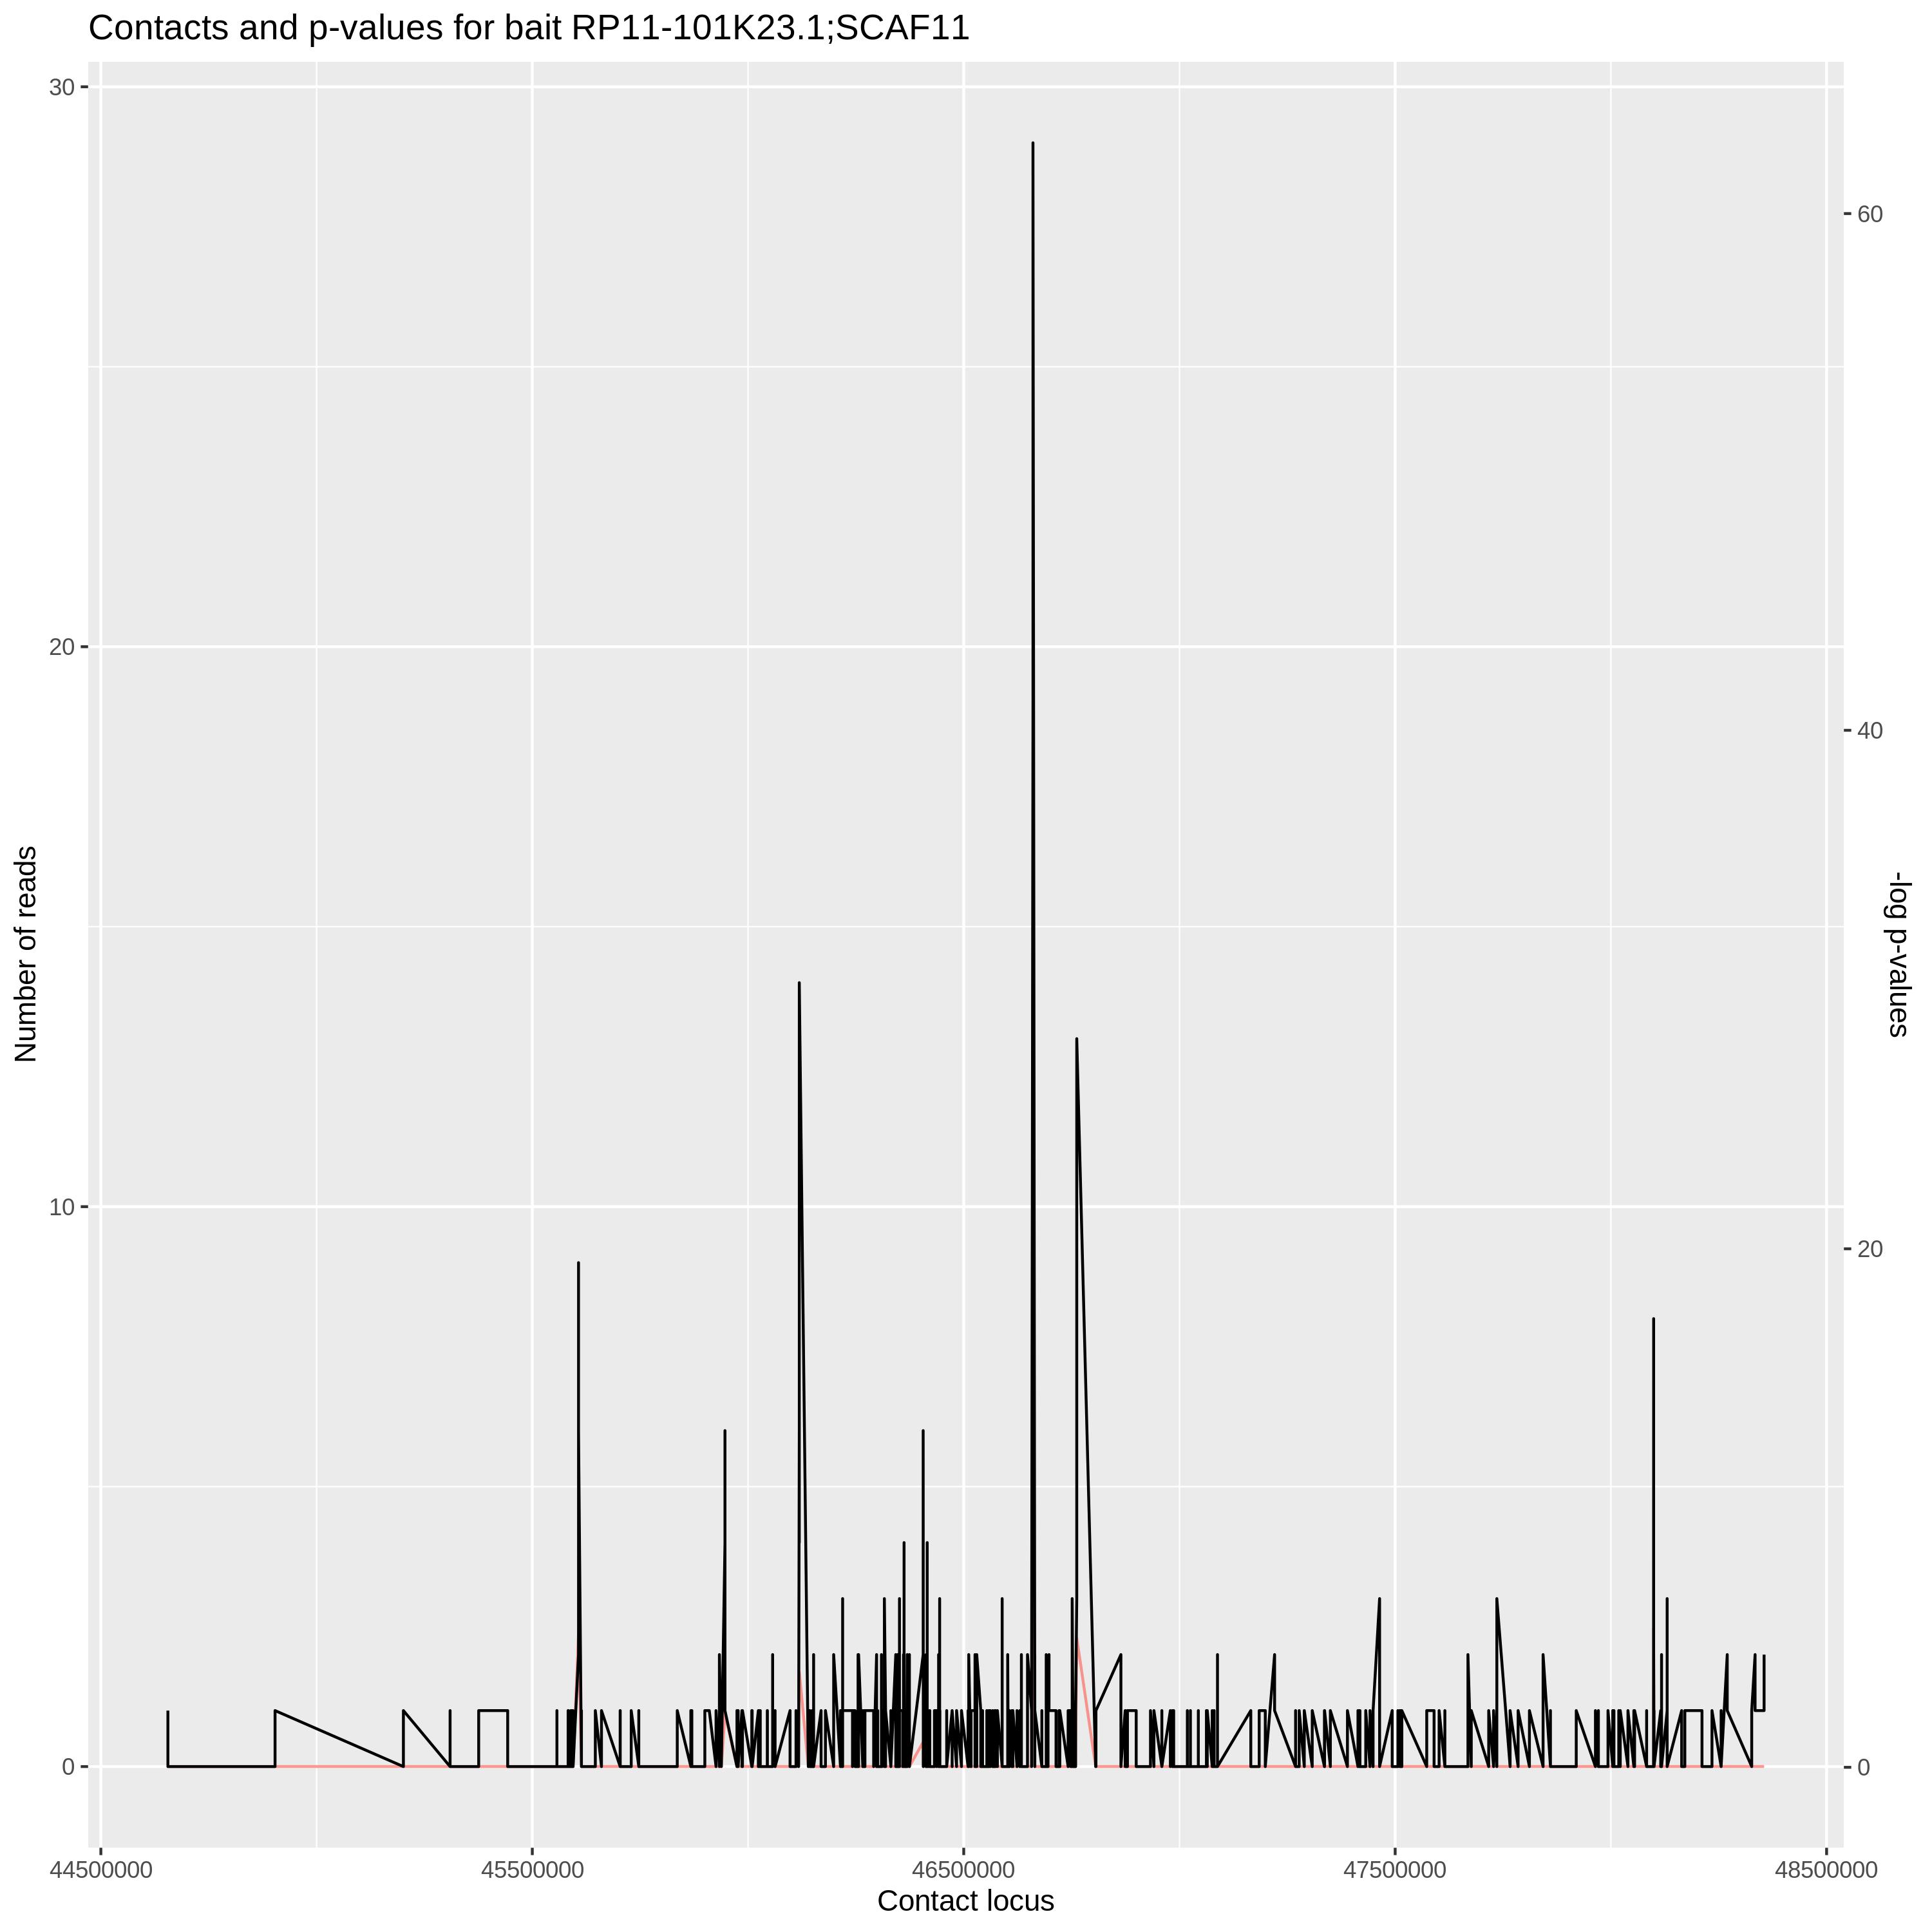 Contacts and p-values for bait RP11-101K23.1;SCAF11
30
20
10
0
Number of reads
60
40
20
0
-log p-values
44500000 45500000 46500000 47500000 48500000
Contact locus